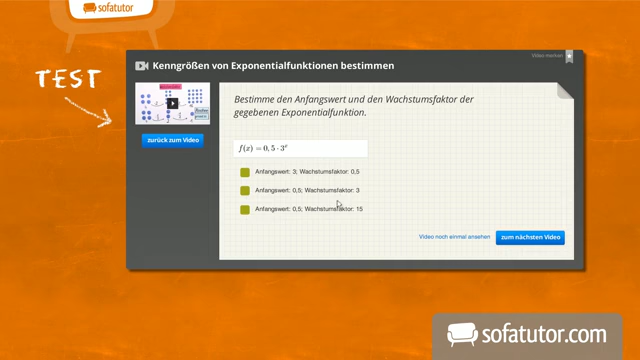 sofatutor
Video merken
Kenngrößen von Exponentialfunktionen bestimmen
TEST
Bestimme den Anfangswert und den Wachstumsfaktor der
gegebenen Exponentialfunktion.
zurück zum Video
f(x) = 0,5 · 3^x
Anfangswert: 3; Wachstumsfaktor: 0,5
Anfangswert: 0,5; Wachstumsfaktor: 3
Anfangswert: 0,5; Wachstumsfaktor: 15
Video noch einmal ansehen
zum nächsten Video
sofatutor.com